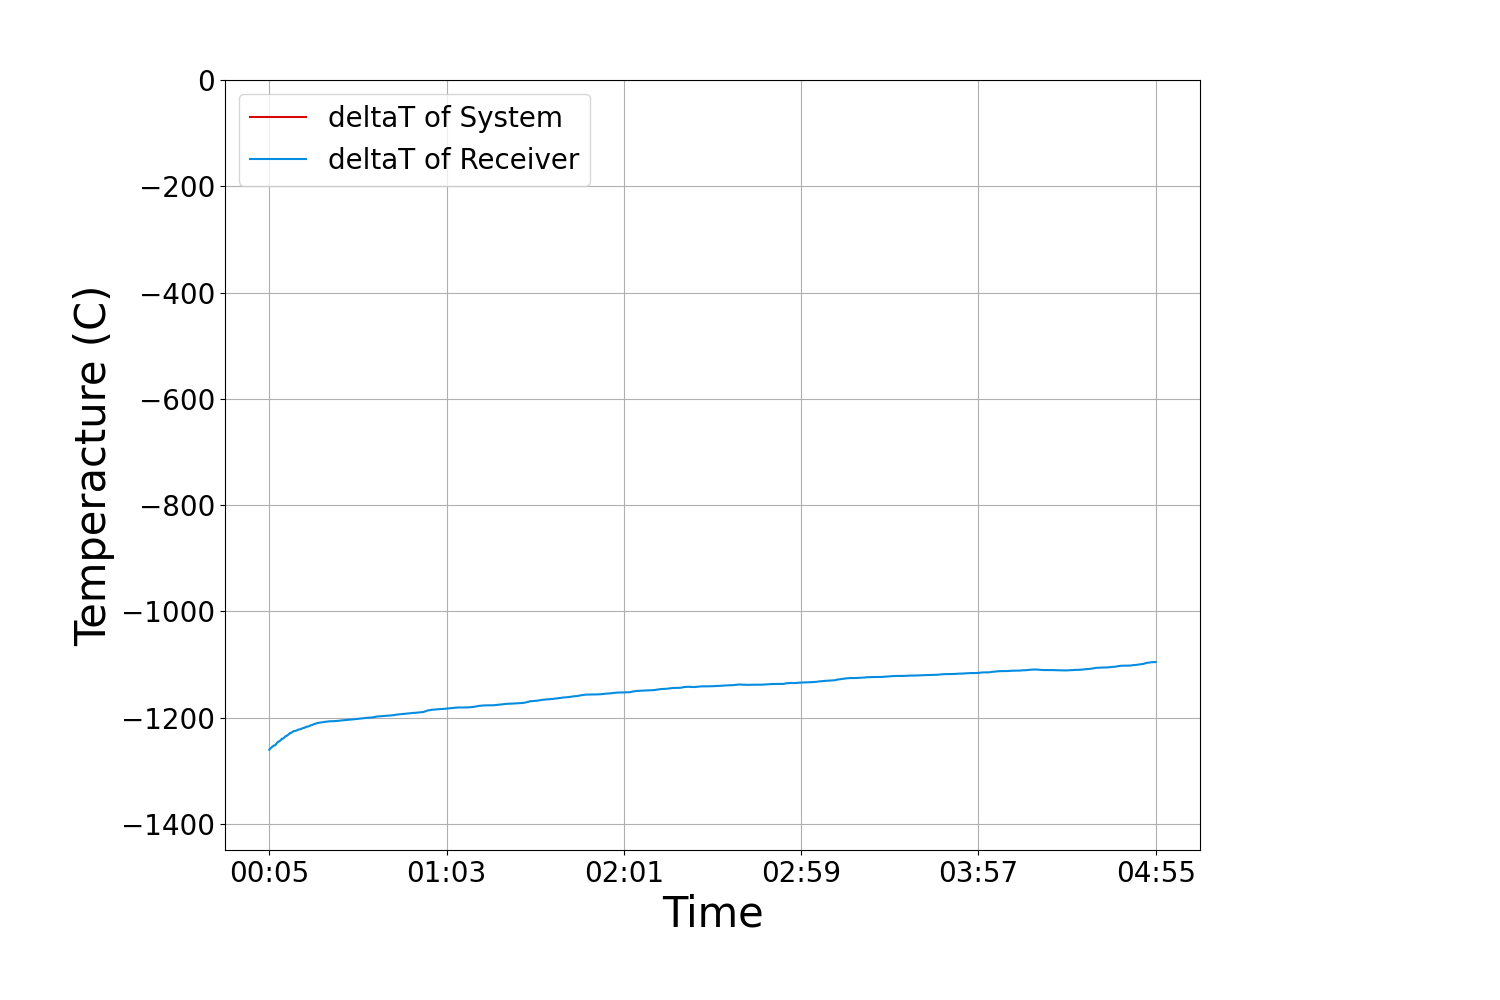 0
−200
−400
−600
−800
−1000
−1200
−1400
Temperacture (C)
deltaT of System
deltaT of Receiver
00:05 01:03 02:01 02:59 03:57 04:55
Time